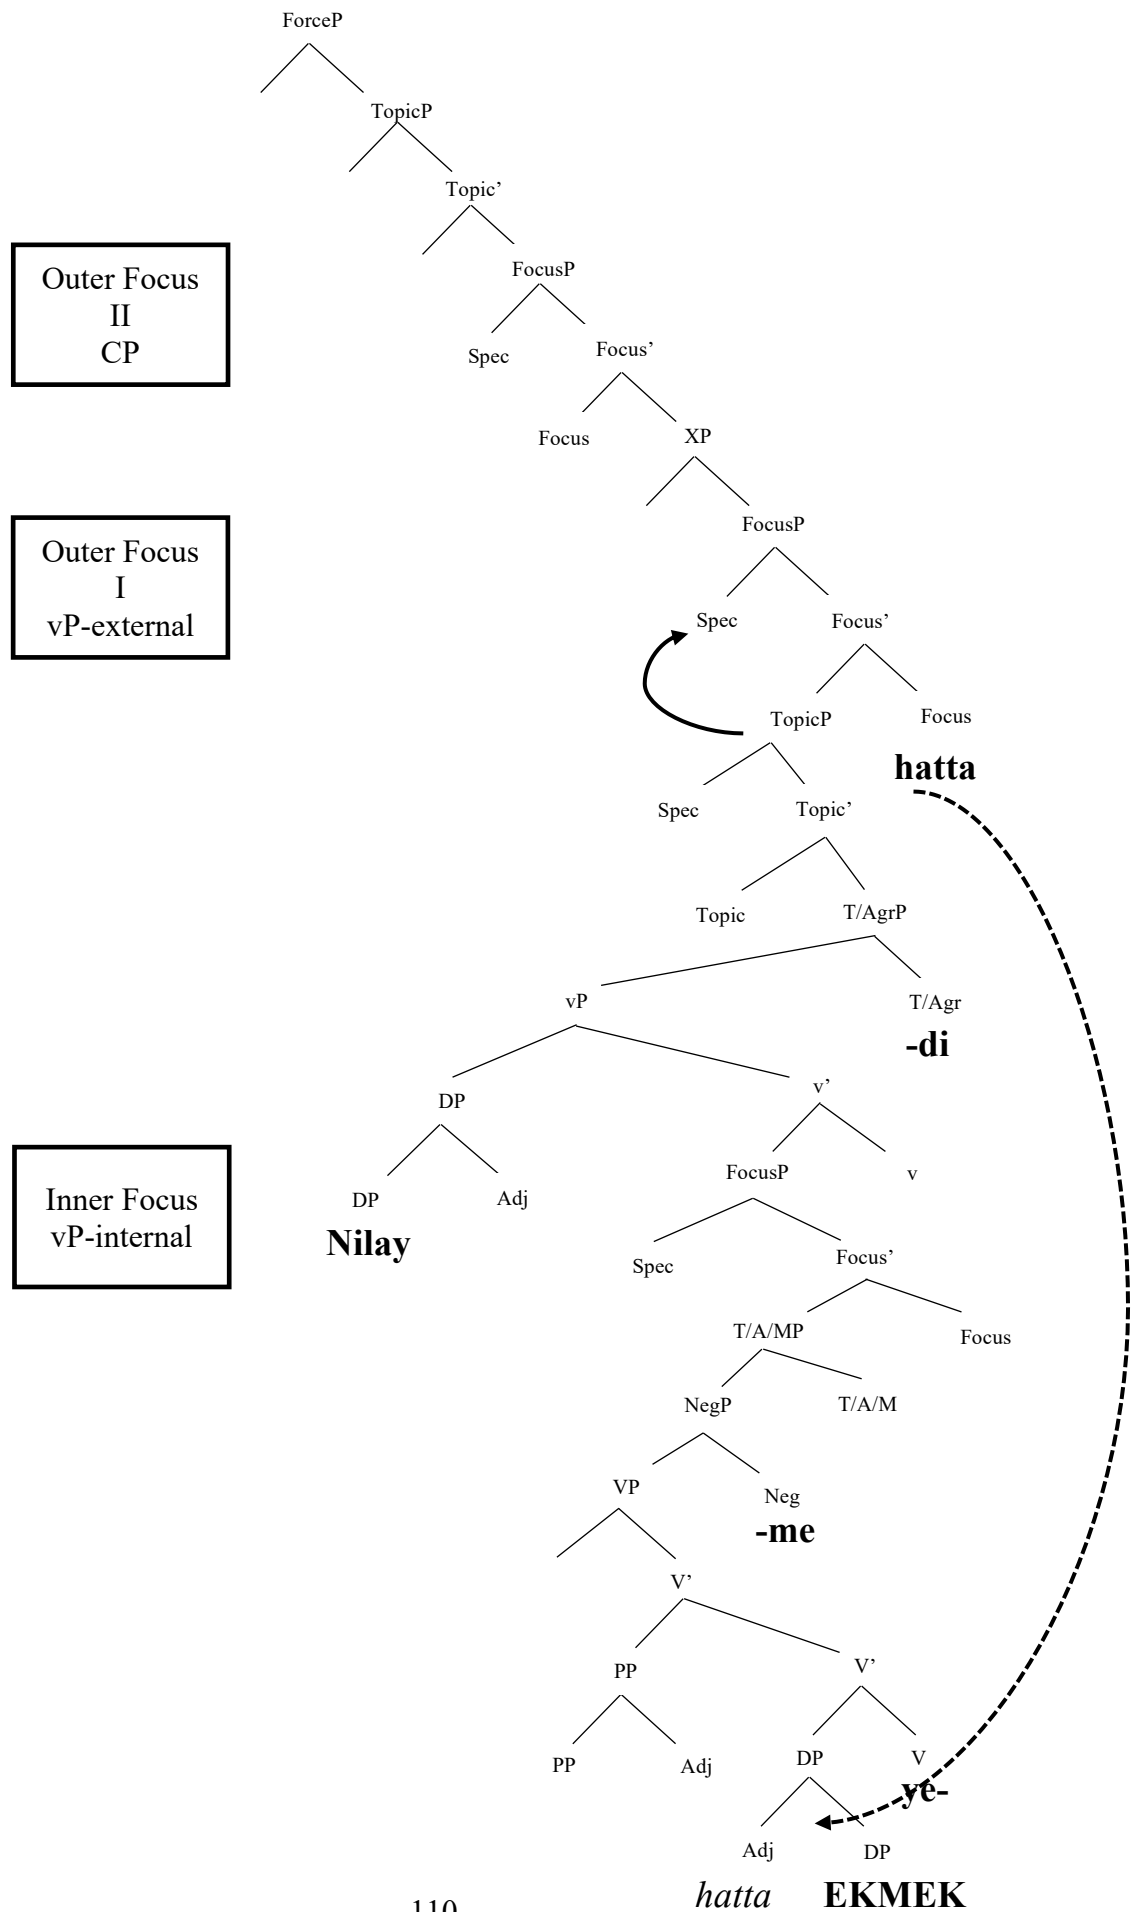 ForceP
TopicP
Topic’
Outer Focus
II
CP
FocusP
Spec
Focus’
Focus
XP
Outer Focus
I
vP-external
FocusP
Spec
Focus’
TopicP
Focus
hatta
Spec
Topic’
Topic
T/AgrP
vP
T/Agr
-di
DP
v’
Inner Focus
vP-internal
FocusP
v
DP
Adj
Nilay
Spec
Focus’
T/A/MP
Focus
NegP
T/A/M
VP
Neg
-me
V’
PP
V’
PP
Adj
DP
V
ye-
Adj
DP
hatta EKMEK
110